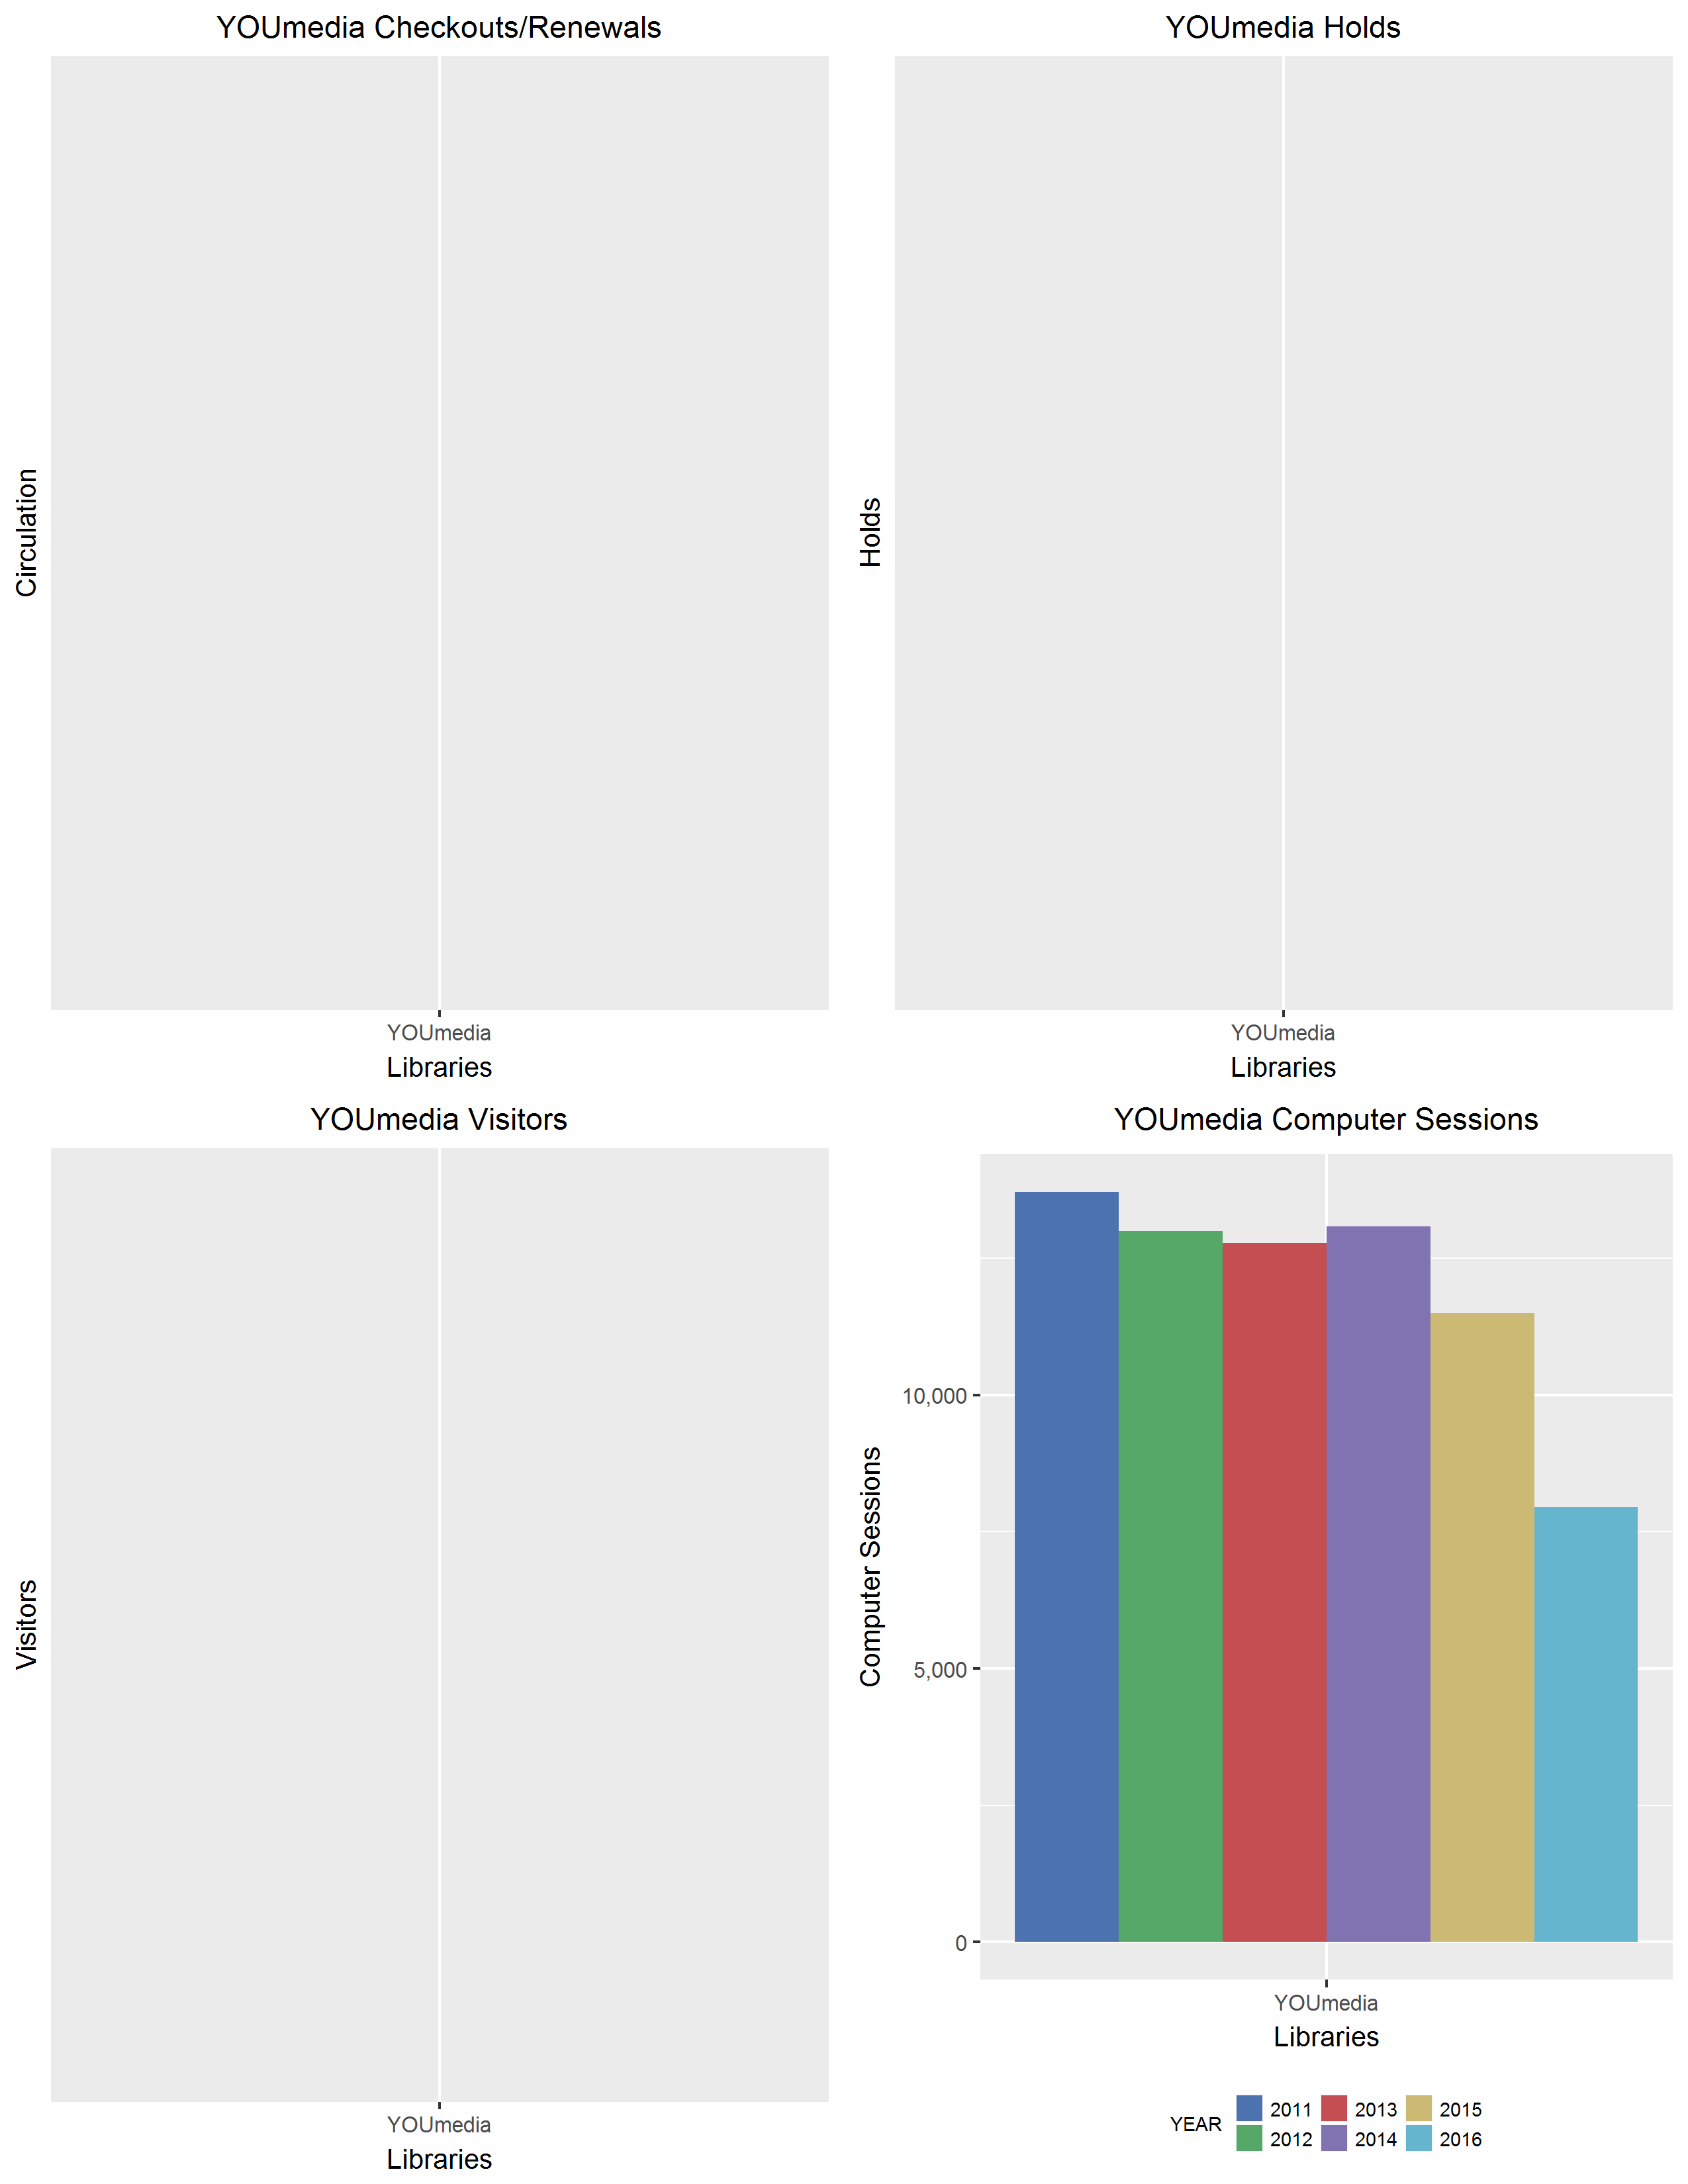 YOUmedia Checkouts/Renewals
Circulation
YOUmedia
Libraries
YOUmedia Holds
Holds
YOUmedia
Libraries
YOUmedia Visitors
Visitors
YOUmedia
Libraries
YOUmedia Computer Sessions
Computer Sessions
10,000
5,000
0
YOUmedia
Libraries
YEAR
2011 2013 2015
2012 2014 2016